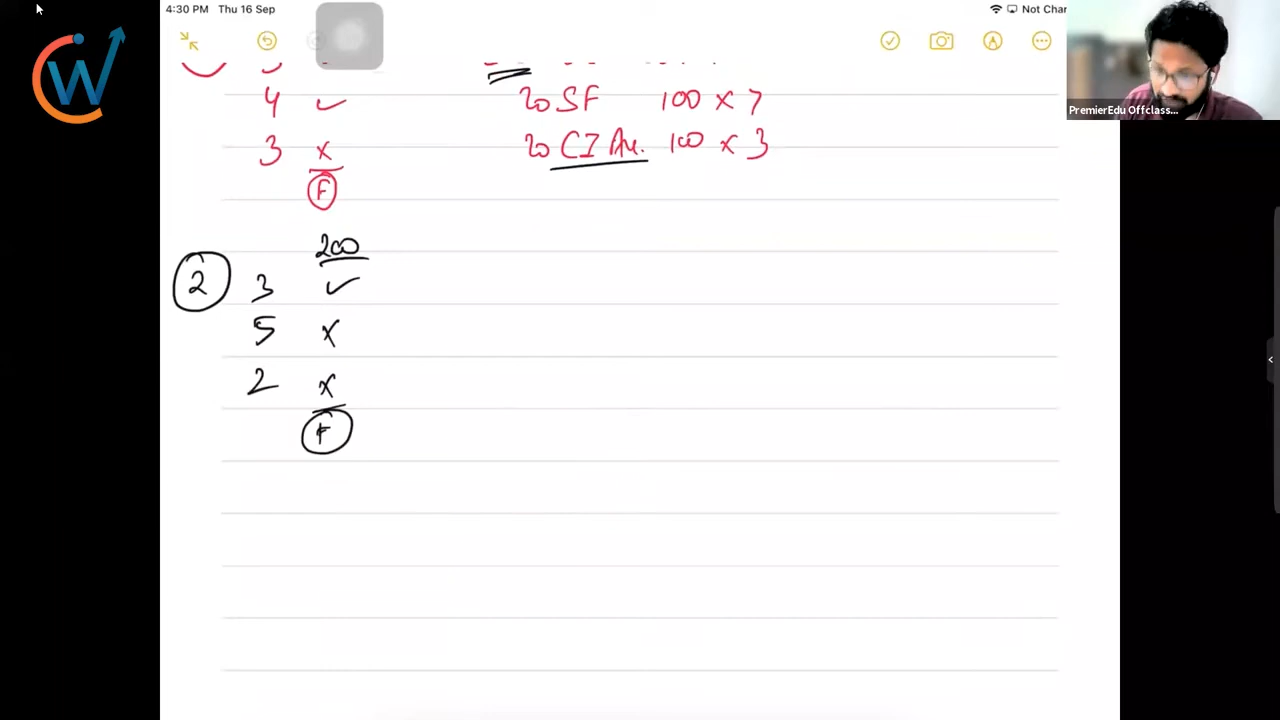 4:30 PM Thu 16 Sep
Not Char
CW
PremierEdu Offclass...
4 ✓ 20 SF 100 x 7
3 x 20 CI Au. 100 x 3
F
200
2 3 ✓
5 x
2 x
F